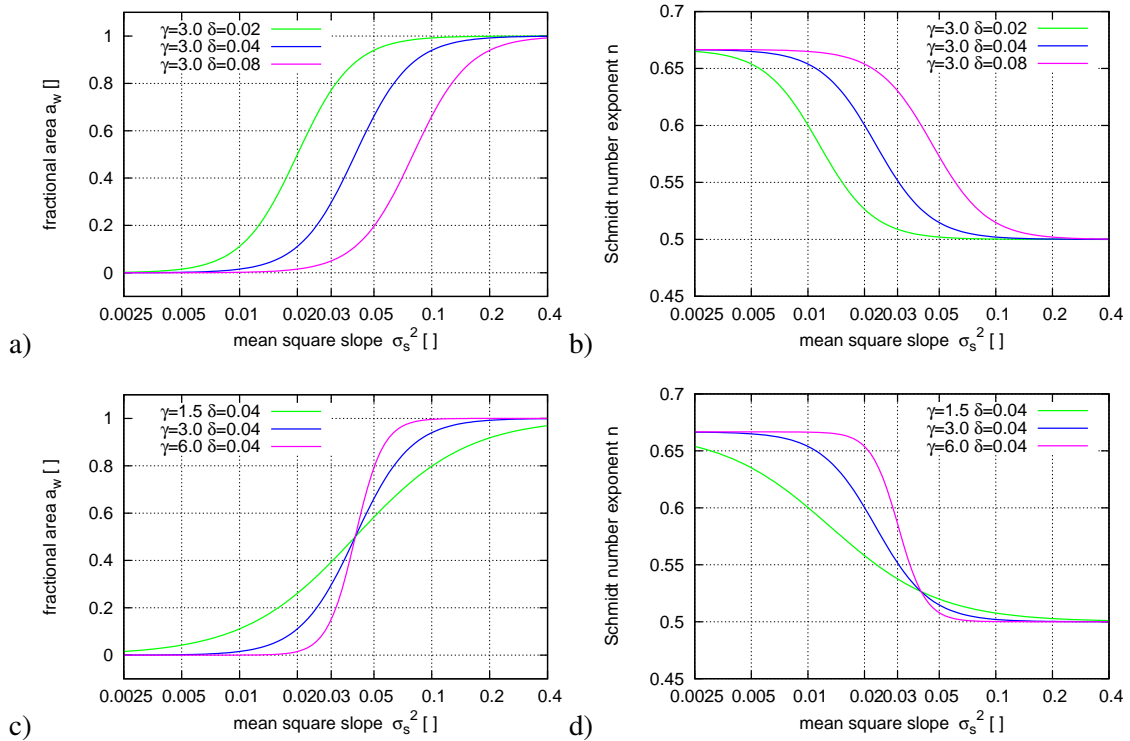 γ=3.0 δ=0.02
γ=3.0 δ=0.04
γ=3.0 δ=0.08
fractional area a_w []
1
0.8
0.6
0.4
0.2
0
0.0025 0.005 0.01 0.02 0.03 0.05 0.1 0.2 0.4
mean square slope σ_s^2 [ ]
a)
γ=3.0 δ=0.02
γ=3.0 δ=0.04
γ=3.0 δ=0.08
Schmidt number exponent n
0.7
0.65
0.6
0.55
0.5
0.45
0.0025 0.005 0.01 0.02 0.03 0.05 0.1 0.2 0.4
mean square slope σ_s^2 [ ]
b)
γ=1.5 δ=0.04
γ=3.0 δ=0.04
γ=6.0 δ=0.04
fractional area a_w [ ]
1
0.8
0.6
0.4
0.2
0
0.0025 0.005 0.01 0.02 0.03 0.05 0.1 0.2 0.4
mean square slope σ_s^2 [ ]
c)
γ=1.5 δ=0.04
γ=3.0 δ=0.04
γ=6.0 δ=0.04
Schmidt number exponent n
0.7
0.65
0.6
0.55
0.5
0.45
0.0025 0.005 0.01 0.02 0.03 0.05 0.1 0.2 0.4
mean square slope σ_s^2 [ ]
d)